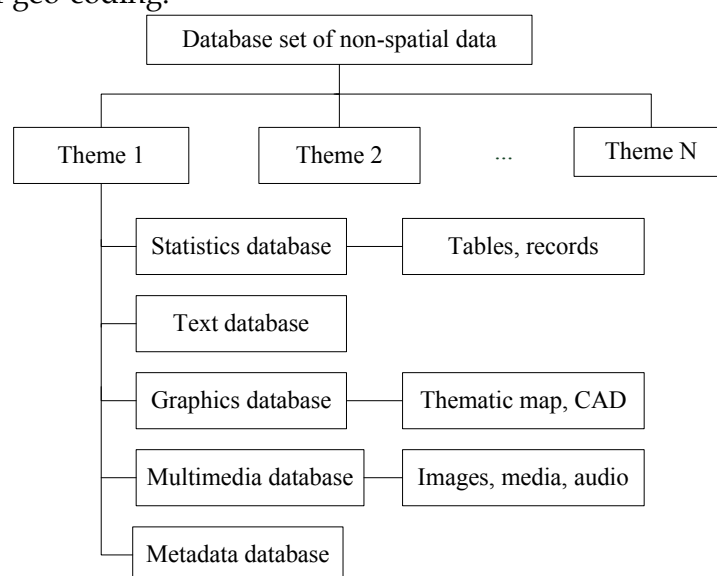 geo-coding.
Database set of non-spatial data
Theme 1
Theme 2
...
Theme N
Statistics database
Tables, records
Text database
Graphics database
Thematic map, CAD
Multimedia database
Images, media, audio
Metadata database